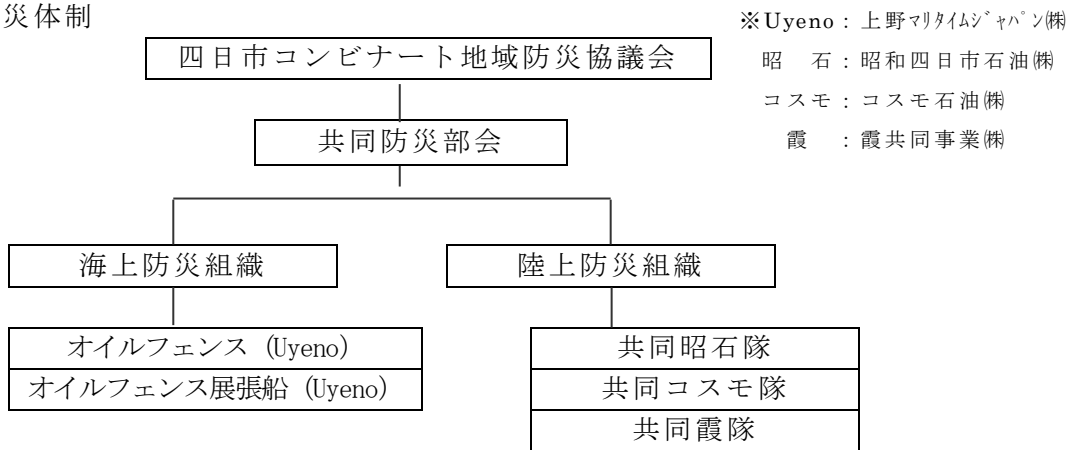 災体制
※Uyeno：上野ﾏﾘﾀｲﾑｼﾞｬﾊﾟﾝ㈱
四日市コンビナート地域防災協議会
昭　石：昭和四日市石油㈱
コスモ：コスモ石油㈱
共同防災部会
霞　：霞共同事業㈱
海上防災組織
陸上防災組織
オイルフェンス（Uyeno）
共同昭石隊
オイルフェンス展張船（Uyeno）
共同コスモ隊
共同霞隊